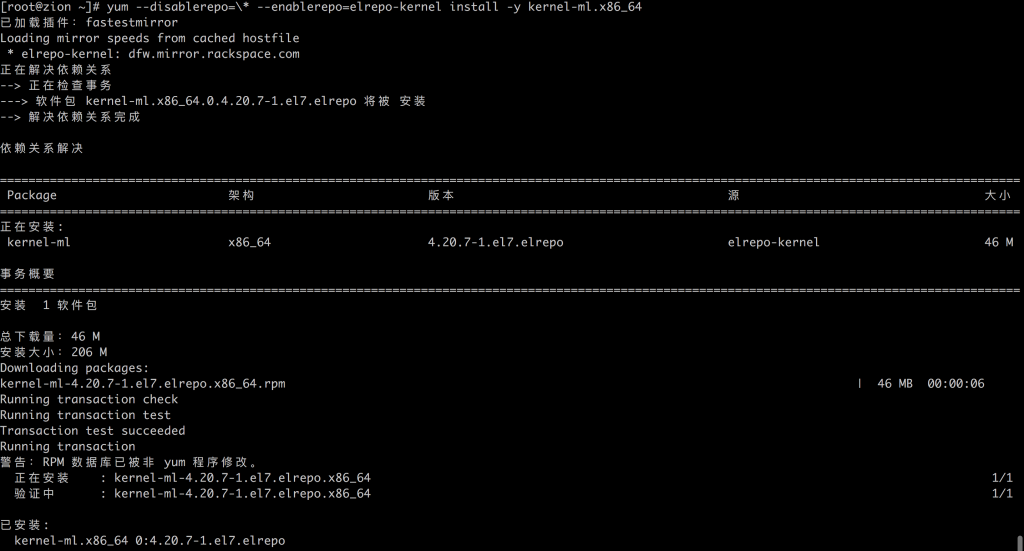 [root@zion ~]# yum --disablerepo=\* --enablerepo=elrepo-kernel install -y kernel-ml.x86_64
已加载插件：fastestmirror
Loading mirror speeds from cached hostfile
 * elrepo-kernel: dfw.mirror.rackspace.com
正在解决依赖关系
--> 正在检查事务
---> 软件包 kernel-ml.x86_64.0.4.20.7-1.el7.elrepo 将被 安装
--> 解决依赖关系完成
依赖关系解决
================================================================================
 Package 架构 版本 源 大小
================================================================================
正在安装:
 kernel-ml x86_64 4.20.7-1.el7.elrepo elrepo-kernel 46 M
事务概要
================================================================================
安装 1 软件包
总下载量：46 M
安装大小：206 M
Downloading packages:
kernel-ml-4.20.7-1.el7.elrepo.x86_64.rpm | 46 MB 00:00:06
Running transaction check
Running transaction test
Transaction test succeeded
Running transaction
警告：RPM 数据库已被非 yum 程序修改。
  正在安装 : kernel-ml-4.20.7-1.el7.elrepo.x86_64 1/1
  验证中 : kernel-ml-4.20.7-1.el7.elrepo.x86_64 1/1
已安装:
  kernel-ml.x86_64 0:4.20.7-1.el7.elrepo